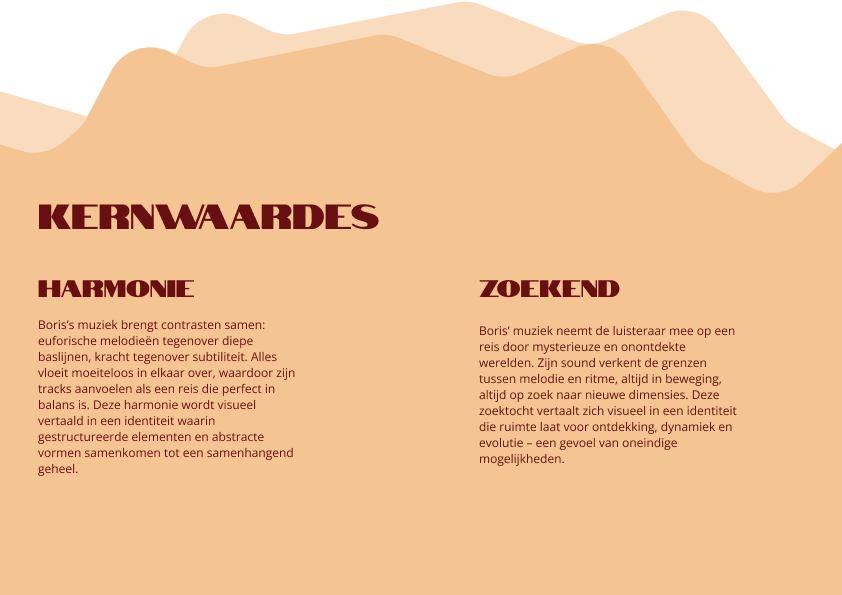 KERNWAARDES
HARMONIE
Boris's muziek brengt contrasten samen:
euforische melodieën tegenover diepe
baslijnen, kracht tegenover subtiliteit. Alles
vloeit moeiteloos in elkaar over, waardoor zijn
tracks aanvoelen als een reis die perfect in
balans is. Deze harmonie wordt visueel
vertaald in een identiteit waarin
gestructureerde elementen en abstracte
vormen samenkomen tot een samenhangend
geheel.
ZOEKEND
Boris' muziek neemt de luisteraar mee op een
reis door mysterieuze en onontdekte
werelden. Zijn sound verkent de grenzen
tussen melodie en ritme, altijd in beweging,
altijd op zoek naar nieuwe dimensies. Deze
zoektocht vertaalt zich visueel in een identiteit
die ruimte laat voor ontdekking, dynamiek en
evolutie – een gevoel van oneindige
mogelijkheden.